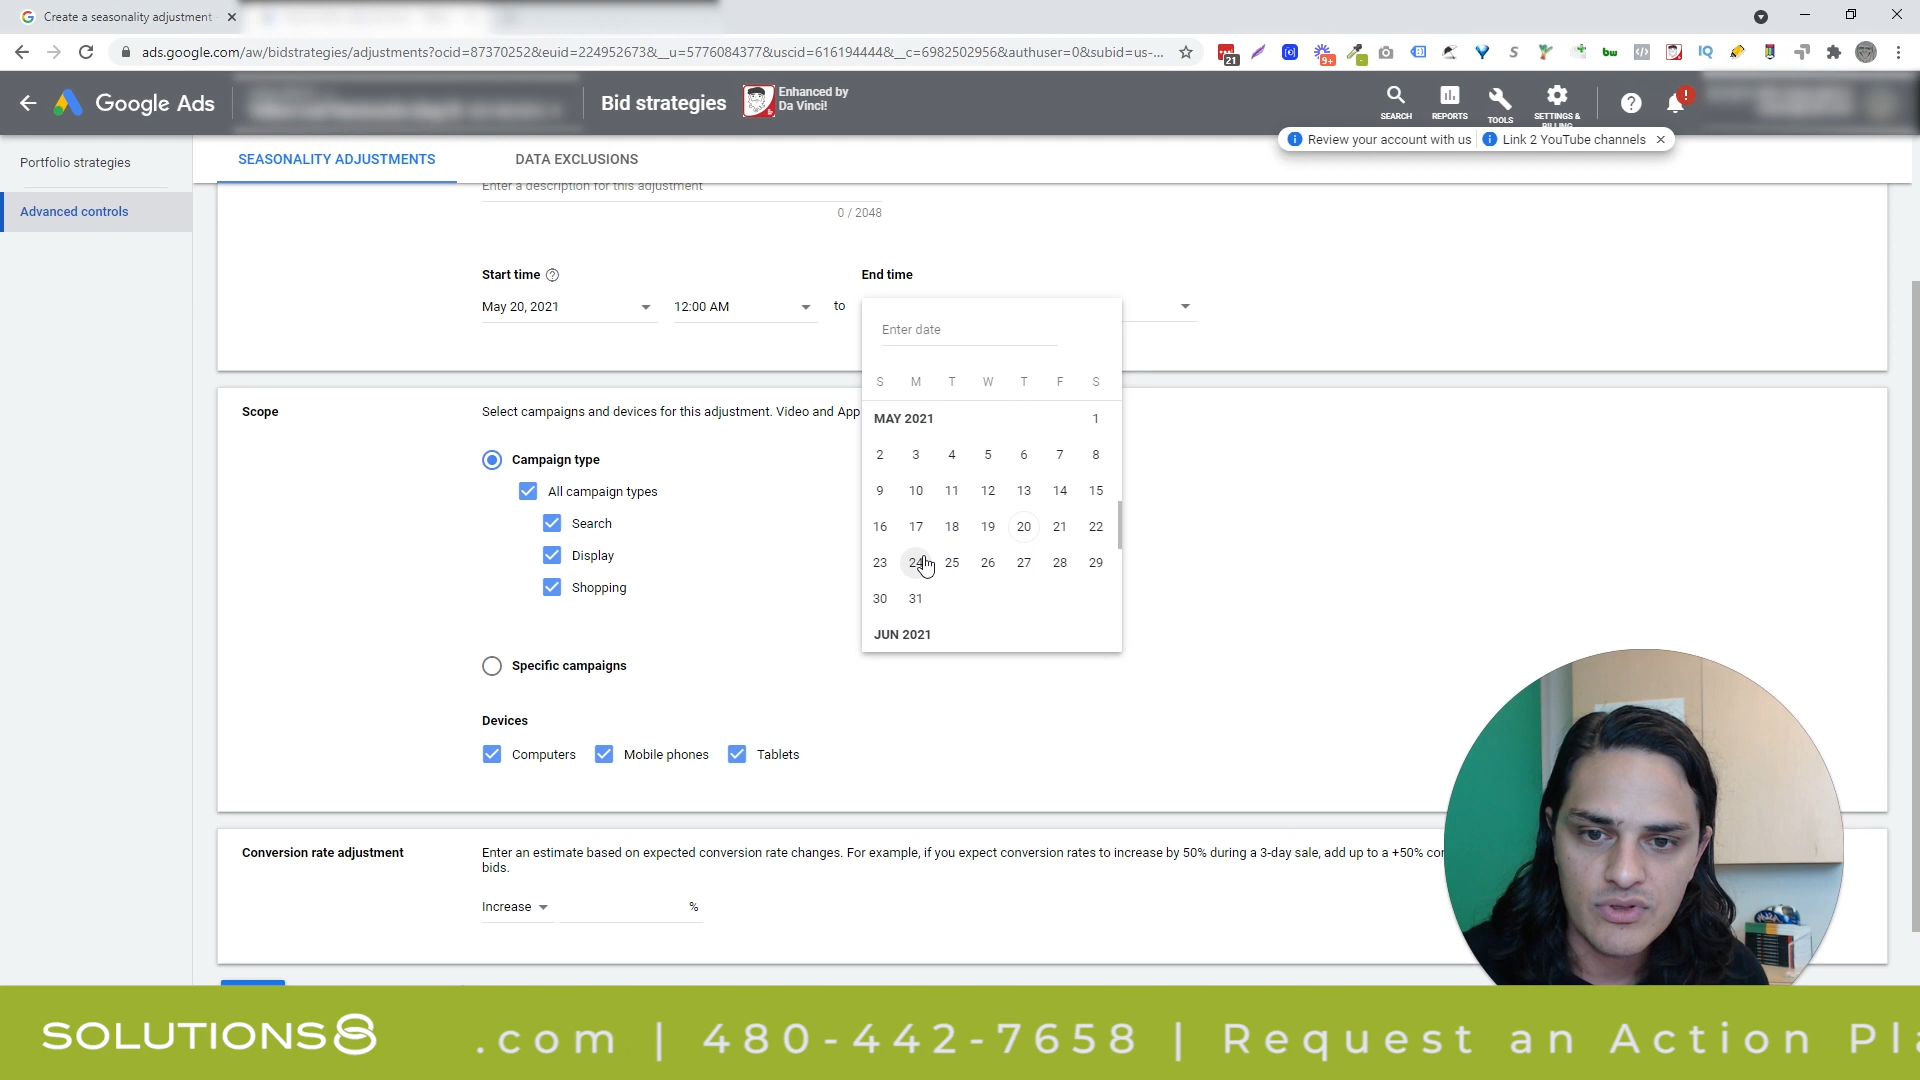 Create a seasonality adjustment
ads.google.com/aw/bidstrategies/adjustments?ocid=87370252&euid=224952673&__u=5776084377&uscid=616194444&__c=6982502956&authuser=0&subid=us-...
21
9+
bw
IQ
Google Ads
Bid strategies
Enhanced by
Da Vinci!
SEARCH
REPORTS
TOOLS
SETTINGS &
BILLING
Review your account with us
Link 2 YouTube channels
Portfolio strategies
Advanced controls
SEASONALITY ADJUSTMENTS
DATA EXCLUSIONS
Enter a description for this adjustment
0 / 2048
Start time
End time
May 20, 2021
12:00 AM
to
Enter date
S M T W T F S
MAY 2021 1
2 3 4 5 6 7 8
9 10 11 12 13 14 15
16 17 18 19 20 21 22
23 24 25 26 27 28 29
30 31
JUN 2021
Scope
Select campaigns and devices for this adjustment. Video and App
Campaign type
All campaign types
Search
Display
Shopping
Specific campaigns
Devices
Computers
Mobile phones
Tablets
Conversion rate adjustment
Enter an estimate based on expected conversion rate changes. For example, if you expect conversion rates to increase by 50% during a 3-day sale, add up to a +50% con
bids.
Increase
%
SOLUTIONS8
.com | 480-442-7658 | Request an Action Pla